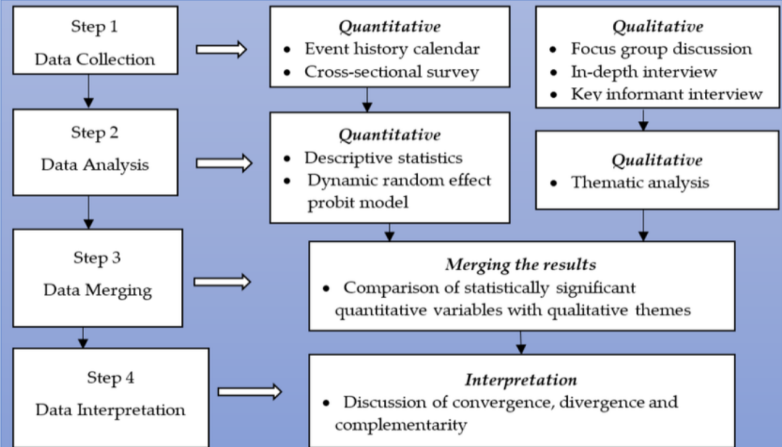 Step 1
Data Collection
Quantitative
• Event history calendar
• Cross-sectional survey
Qualitative
• Focus group discussion
• In-depth interview
• Key informant interview
Step 2
Data Analysis
Quantitative
• Descriptive statistics
• Dynamic random effect
probit model
Qualitative
• Thematic analysis
Step 3
Data Merging
Merging the results
• Comparison of statistically significant
quantitative variables with qualitative themes
Step 4
Data Interpretation
Interpretation
• Discussion of convergence, divergence and
complementarity